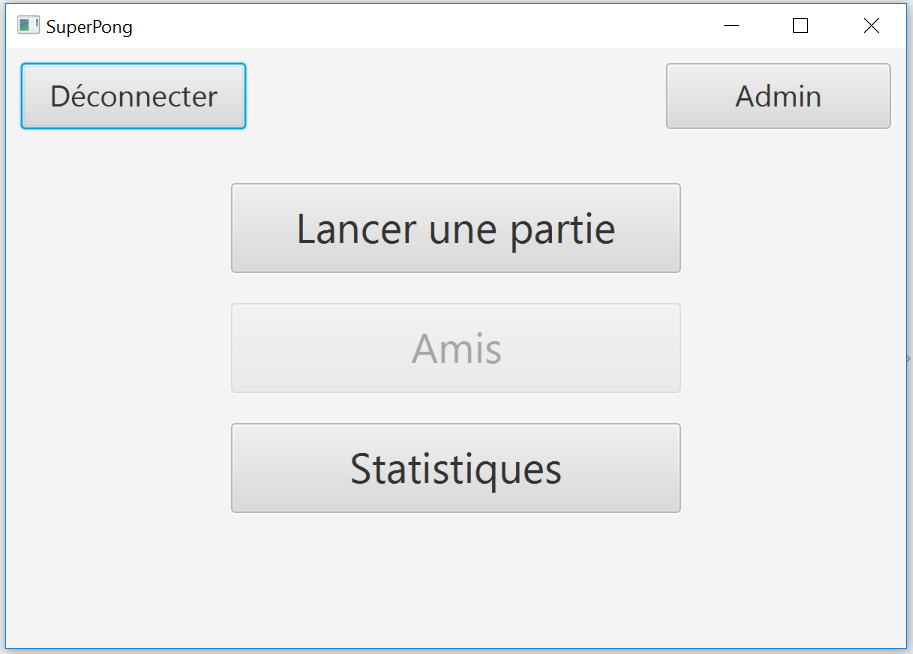 SuperPong
Déconnecter
Admin
Lancer une partie
Amis
Statistiques